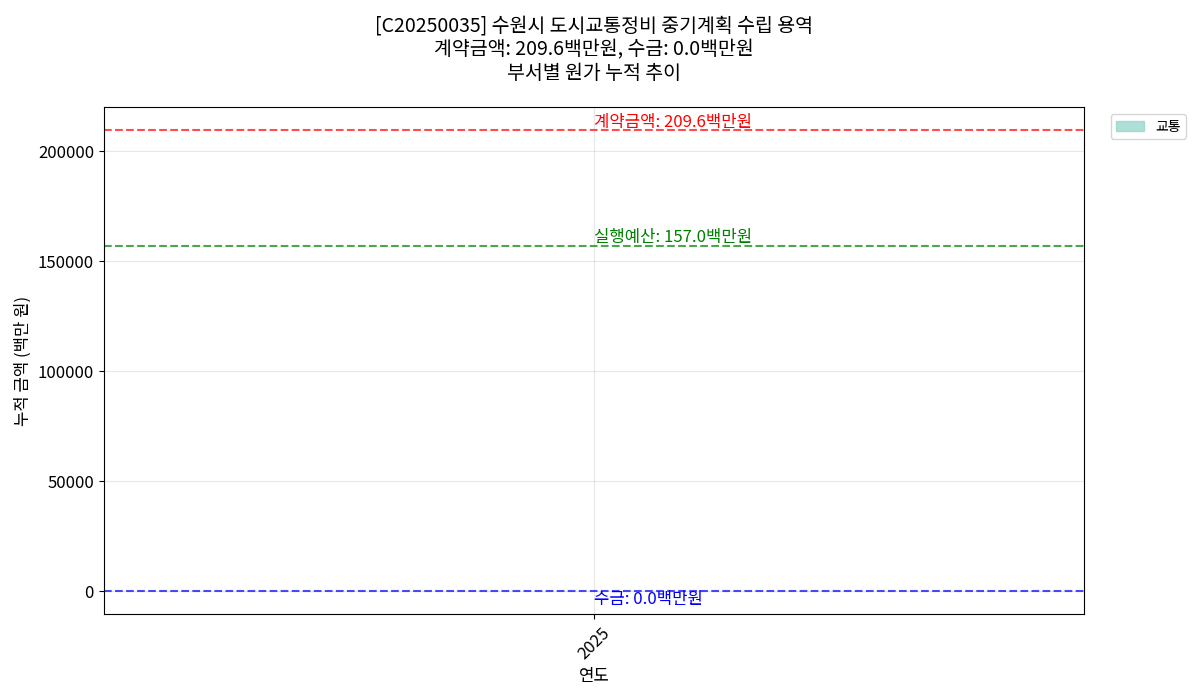 [C20250035] 수원시 도시교통정비 중기계획 수립 용역
계약금액: 209.6백만원, 수금: 0.0백만원
부서별 원가 누적 추이
계약금액: 209.6백만원
교통
200000
실행예산: 157.0백만원
150000
누적 금액 (백만 원)
100000
50000
0
수금: 0.0백만원
2025
연도